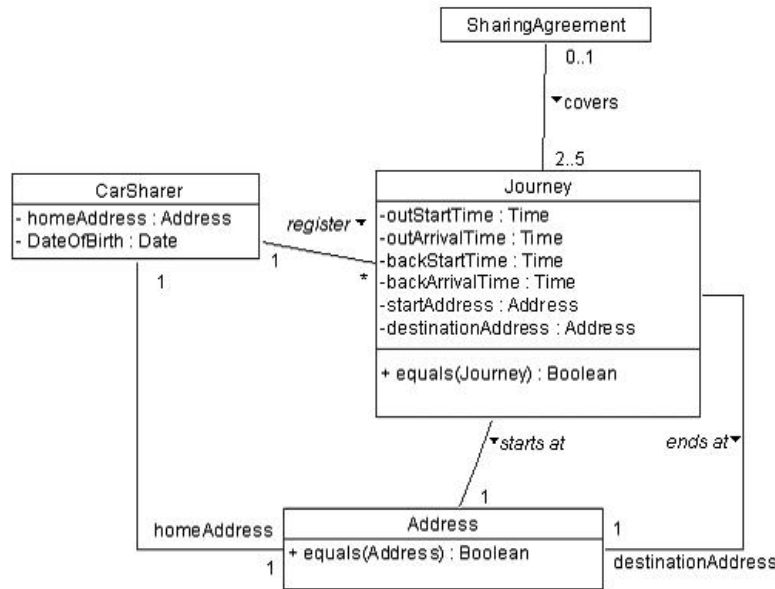 SharingAgreement
0..1
covers
2..5
CarSharer
- homeAddress : Address
- DateOfBirth : Date
register
1
*
1
Journey
-outStartTime : Time
-outArrivalTime : Time
-backStartTime : Time
-backArrivalTime : Time
-startAddress : Address
-destinationAddress : Address
+ equals(Journey) : Boolean
starts at
ends at
1
homeAddress
1
Address
+ equals(Address) : Boolean
1
destinationAddress